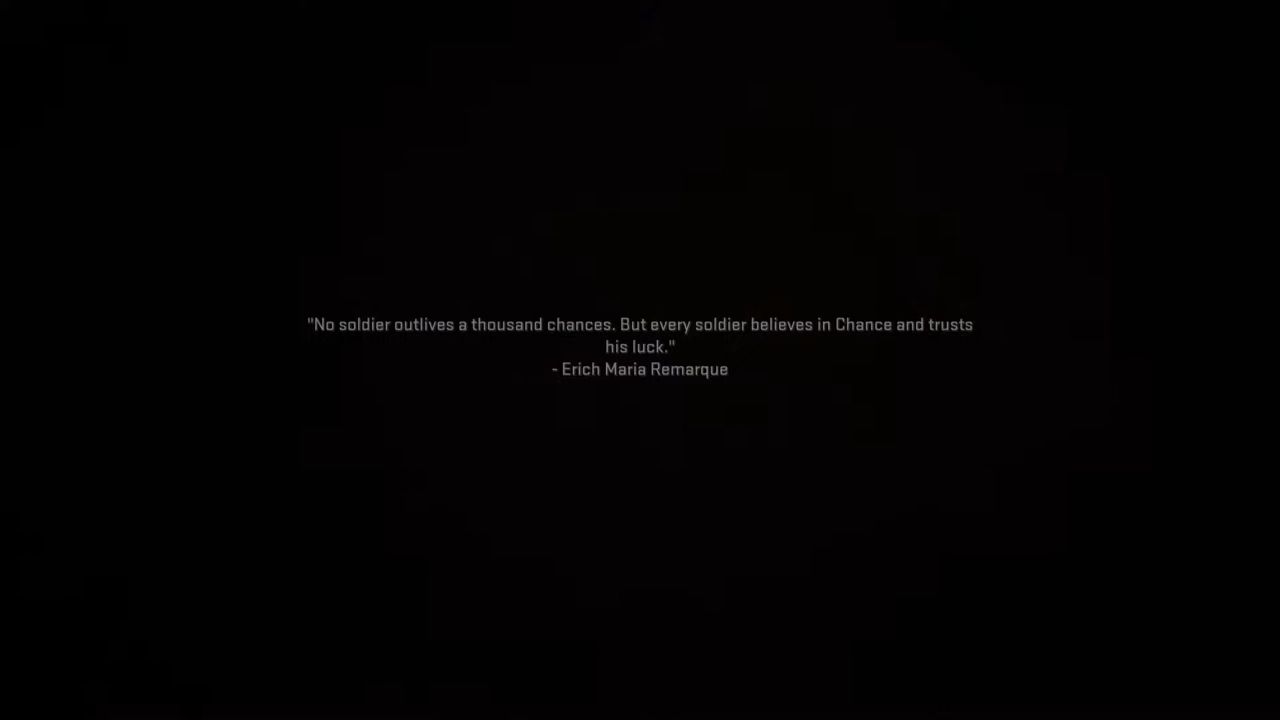 "No soldier outlives a thousand chances. But every soldier believes in Chance and trusts
his luck."
- Erich Maria Remarque